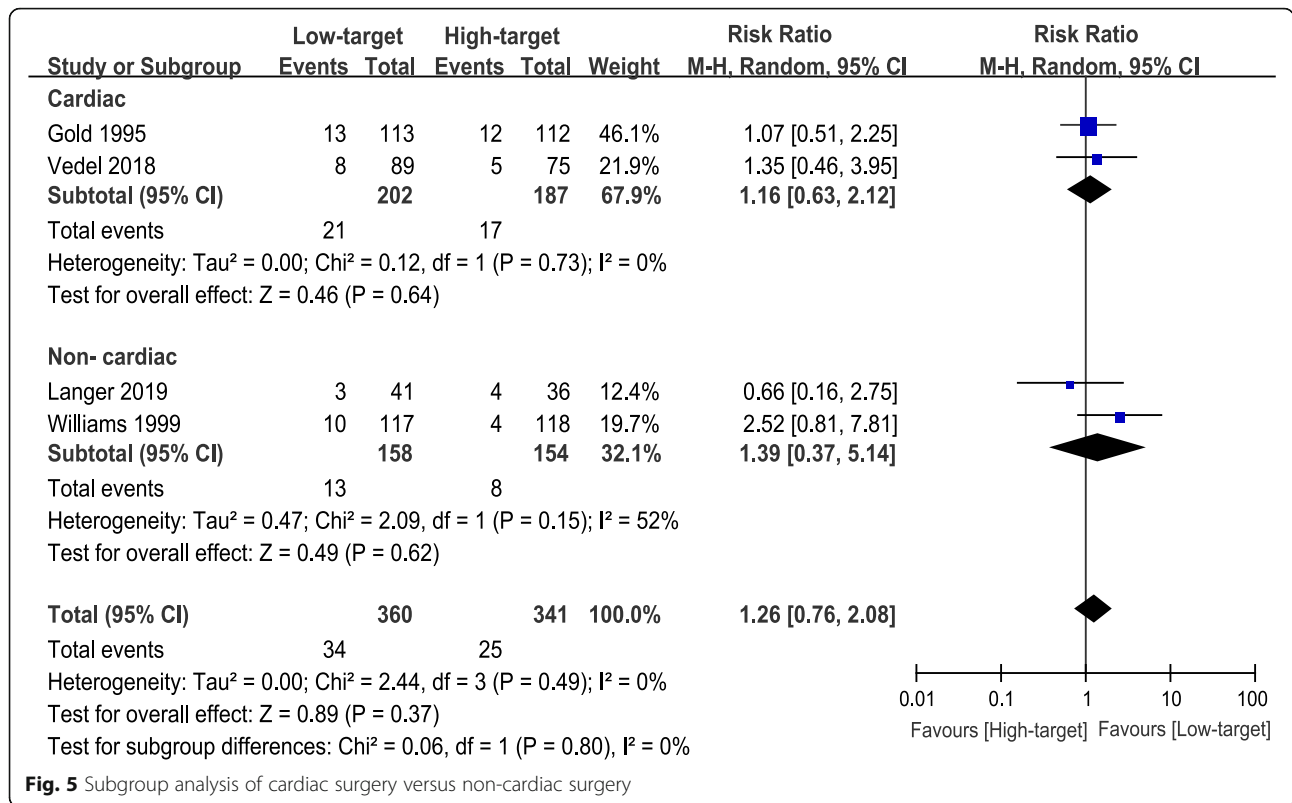 Low-target High-target Risk Ratio Risk Ratio
Study or Subgroup Events Total Events Total Weight M-H, Random, 95% CI M-H, Random, 95% CI
Cardiac
Gold 1995 13 113 12 112 46.1% 1.07 [0.51, 2.25]
Vedel 2018 8 89 5 75 21.9% 1.35 [0.46, 3.95]
Subtotal (95% CI) 202 187 67.9% 1.16 [0.63, 2.12]
Total events 21 17
Heterogeneity: Tau² = 0.00; Chi² = 0.12, df = 1 (P = 0.73); I² = 0%
Test for overall effect: Z = 0.46 (P = 0.64)
Non- cardiac
Langer 2019 3 41 4 36 12.4% 0.66 [0.16, 2.75]
Williams 1999 10 117 4 118 19.7% 2.52 [0.81, 7.81]
Subtotal (95% CI) 158 154 32.1% 1.39 [0.37, 5.14]
Total events 13 8
Heterogeneity: Tau² = 0.47; Chi² = 2.09, df = 1 (P = 0.15); I² = 52%
Test for overall effect: Z = 0.49 (P = 0.62)
Total (95% CI) 360 341 100.0% 1.26 [0.76, 2.08]
Total events 34 25
Heterogeneity: Tau² = 0.00; Chi² = 2.44, df = 3 (P = 0.49); I² = 0%
Test for overall effect: Z = 0.89 (P = 0.37)
Test for subgroup differences: Chi² = 0.06, df = 1 (P = 0.80), I² = 0%
0.01 0.1 1 10 100
Favours [High-target] Favours [Low-target]
Fig. 5 Subgroup analysis of cardiac surgery versus non-cardiac surgery